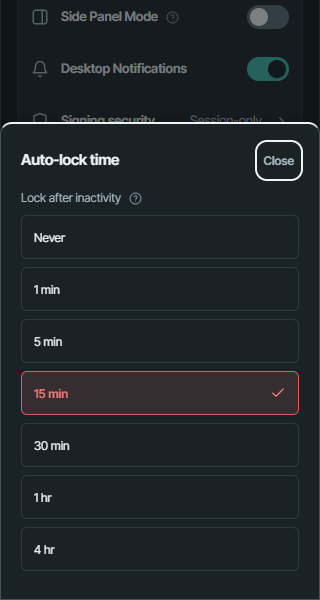 Side Panel Mode
Desktop Notifications
Signing security Session-only
Auto-lock time
Close
Lock after inactivity
Never
1 min
5 min
15 min
30 min
1 hr
4 hr